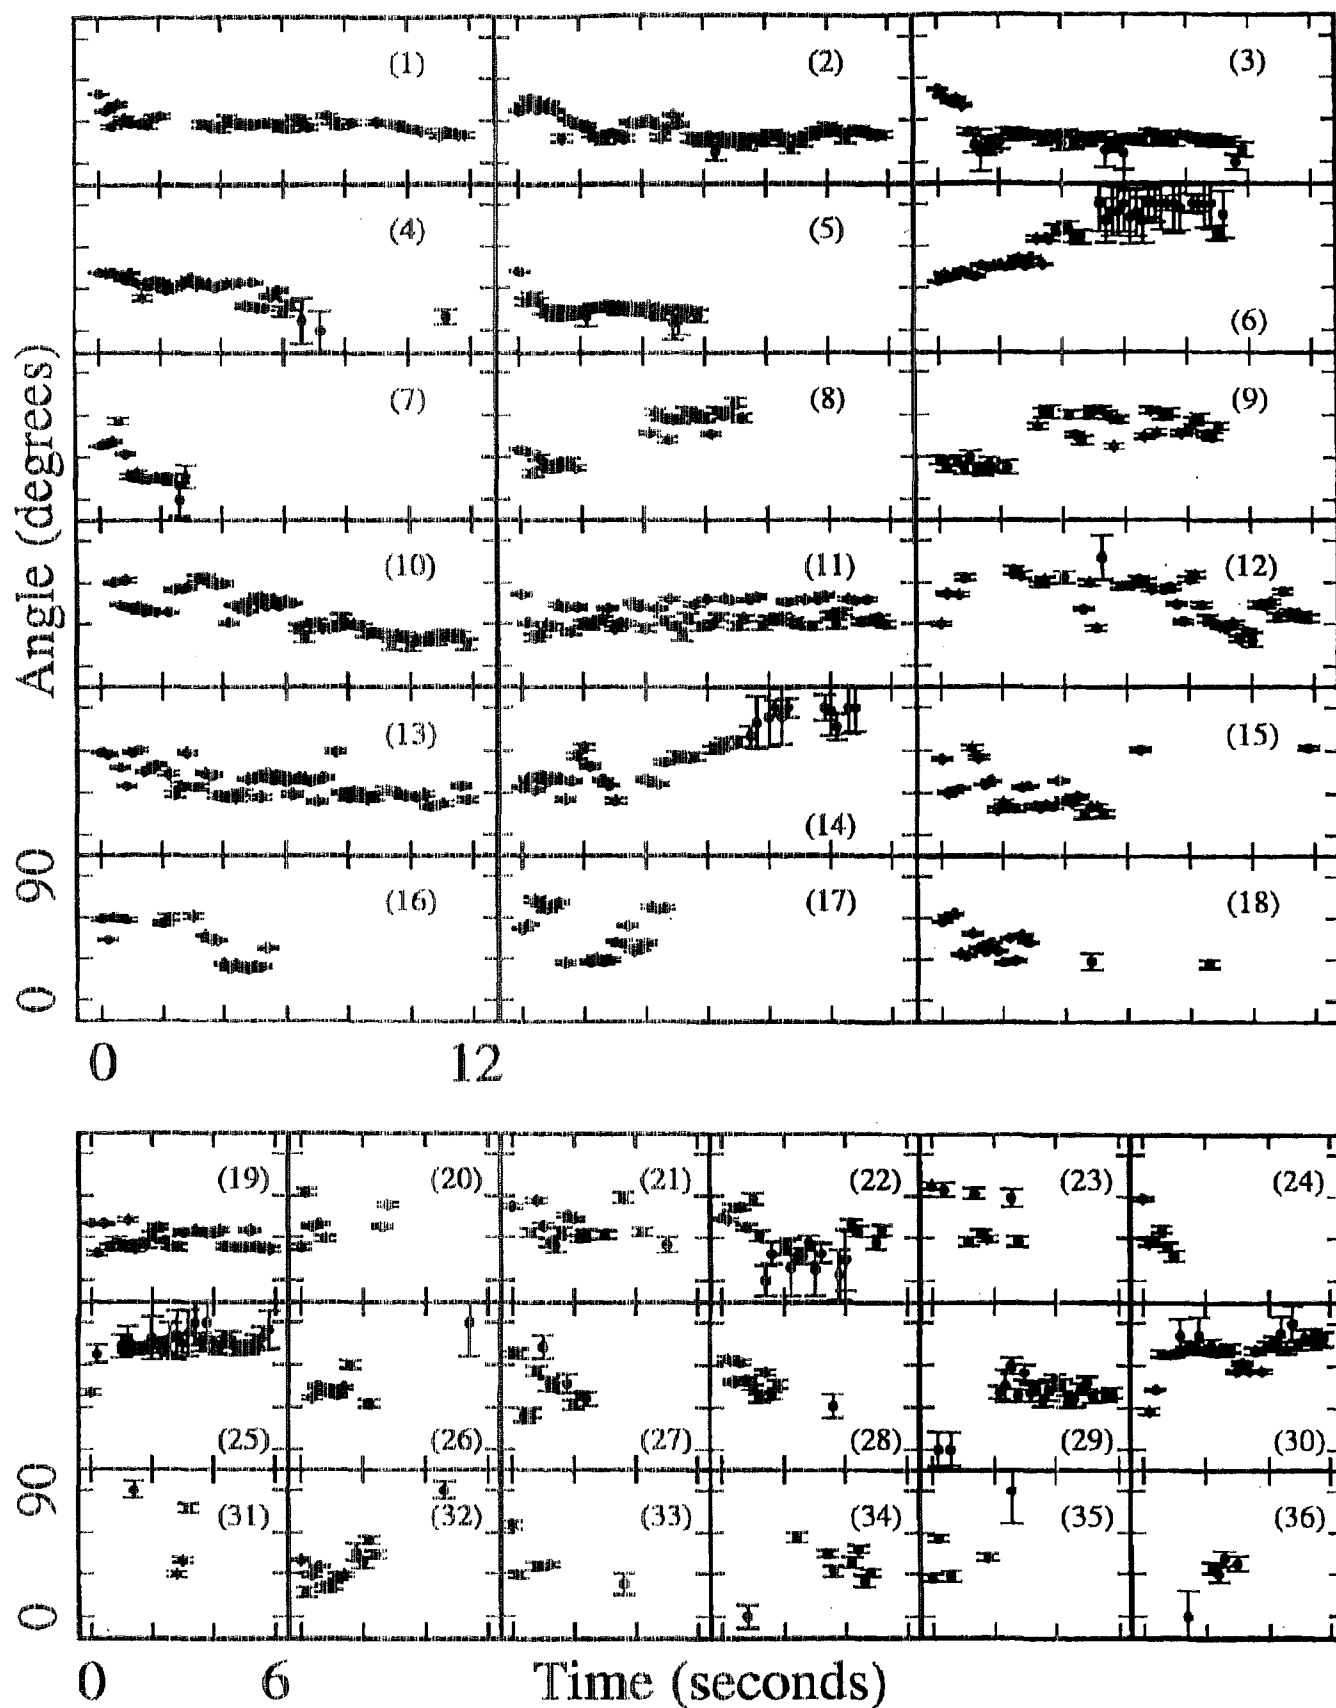 (1) (2) (3)
(4) (5) (6)
(7) (8) (9)
(10) (11) (12)
(13) (14) (15)
(16) (17) (18)
Angle (degrees)
90
0
0 12
(19) (20) (21) (22) (23) (24)
(25) (26) (27) (28) (29) (30)
(31) (32) (33) (34) (35) (36)
90
0
0 6 Time (seconds)